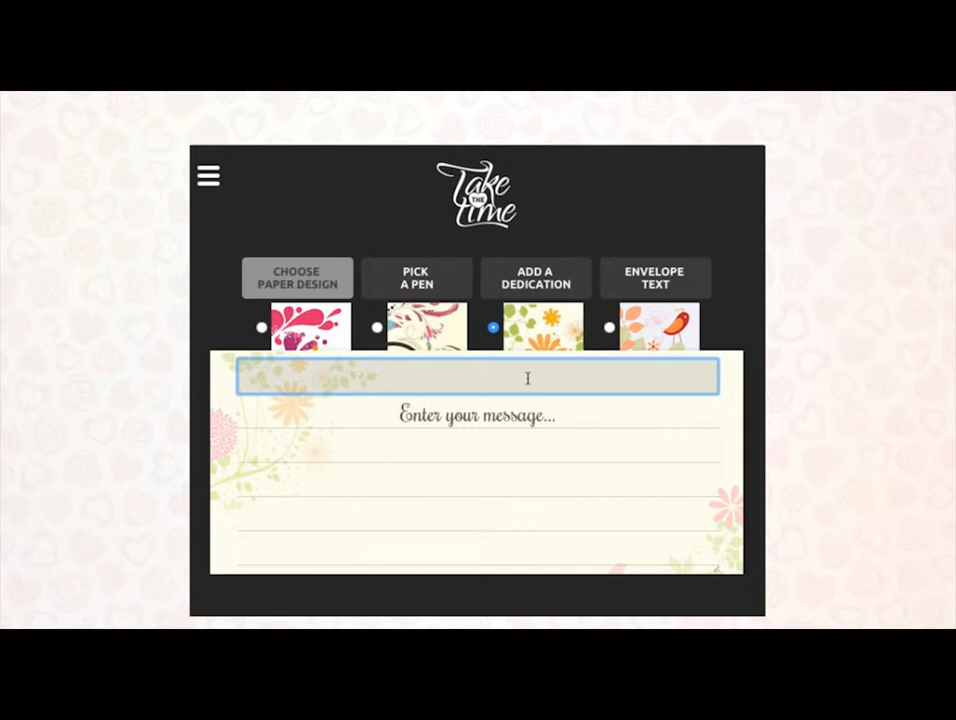 Take
THE
time
CHOOSE
PAPER DESIGN
PICK
A PEN
ADD A
DEDICATION
ENVELOPE
TEXT
Enter your message...